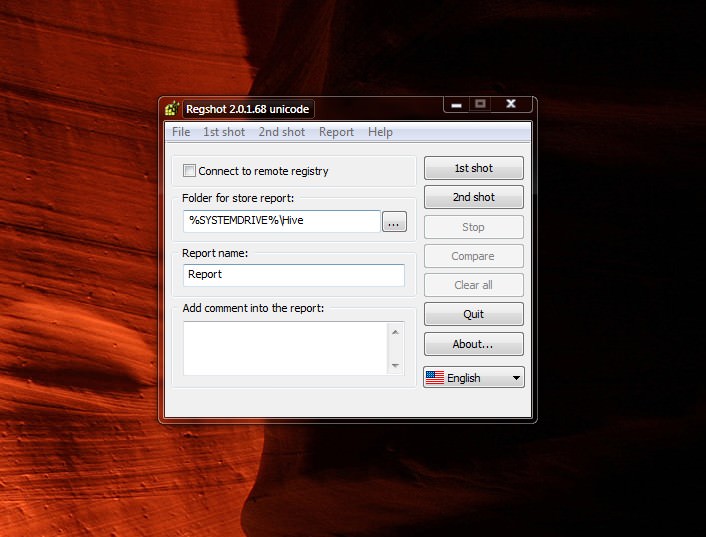 Regshot 2.0.1.68 unicode
File 1st shot 2nd shot Report Help
Connect to remote registry
Folder for store report:
%SYSTEMDRIVE%\Hive
...
Report name:
Report
Add comment into the report:
1st shot
2nd shot
Stop
Compare
Clear all
Quit
About...
English